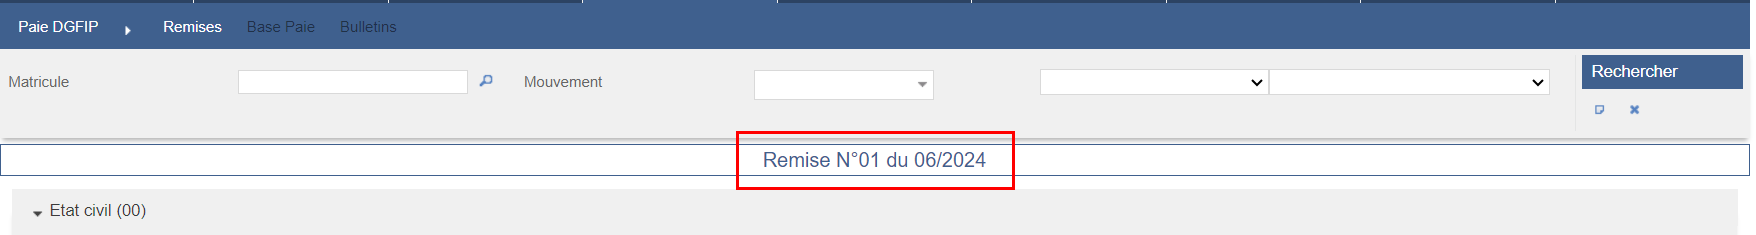 Paie DGFIP Remises Base Paie Bulletins
Matricule Mouvement Rechercher
Remise N°01 du 06/2024
Etat civil (00)